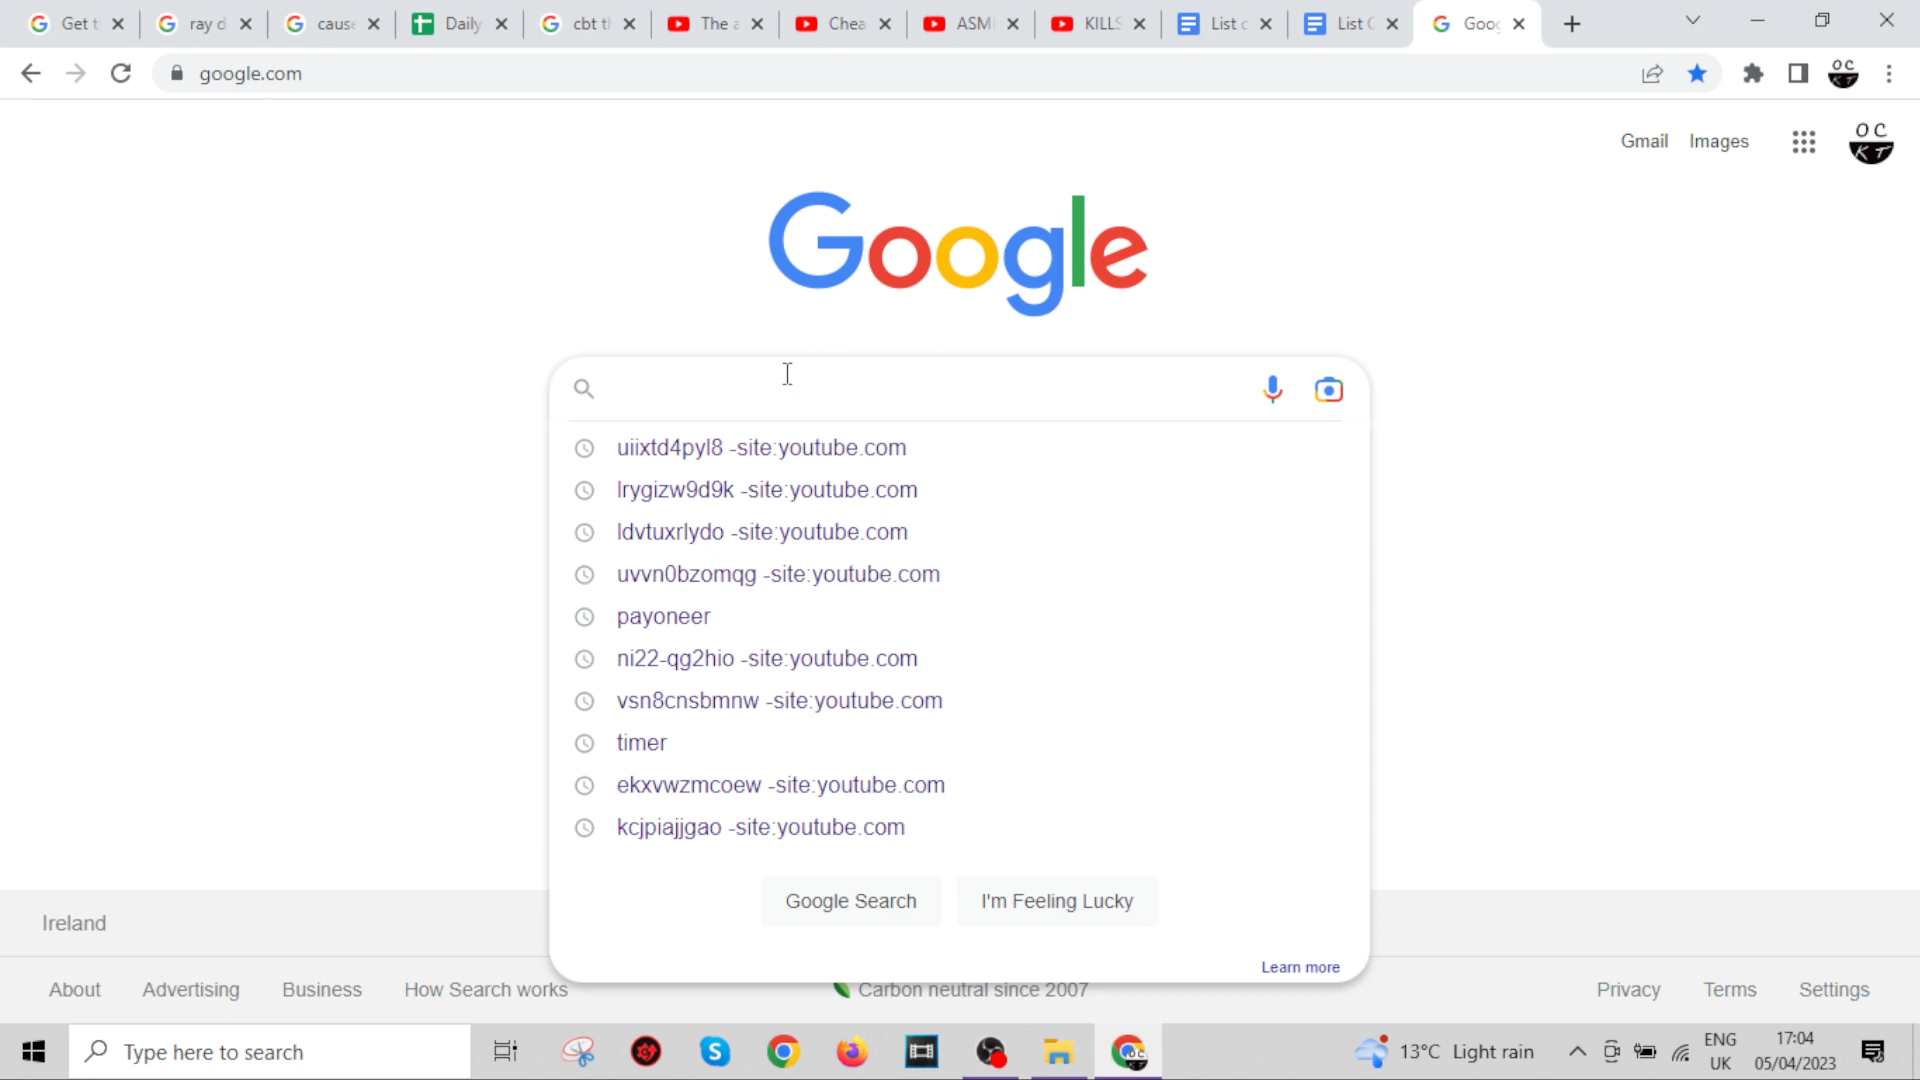 Get t ray d cause Daily cbt tl The a Chea ASMI KILLS List c List C Goog
google.com
Gmail Images
OC
KT
Google
uiixtd4pyl8 -site:youtube.com
lrygizw9d9k -site:youtube.com
ldvtuxrlydo -site:youtube.com
uvvn0bzomqg -site:youtube.com
payoneer
ni22-qg2hio -site:youtube.com
vsn8cnsbmnw -site:youtube.com
timer
ekxvwzmcoew -site:youtube.com
kcjpiajjgao -site:youtube.com
Google Search I'm Feeling Lucky
Learn more
Ireland
About Advertising Business How Search works Carbon neutral since 2007 Privacy Terms Settings
Type here to search 13°C Light rain ENG UK 17:04 05/04/2023